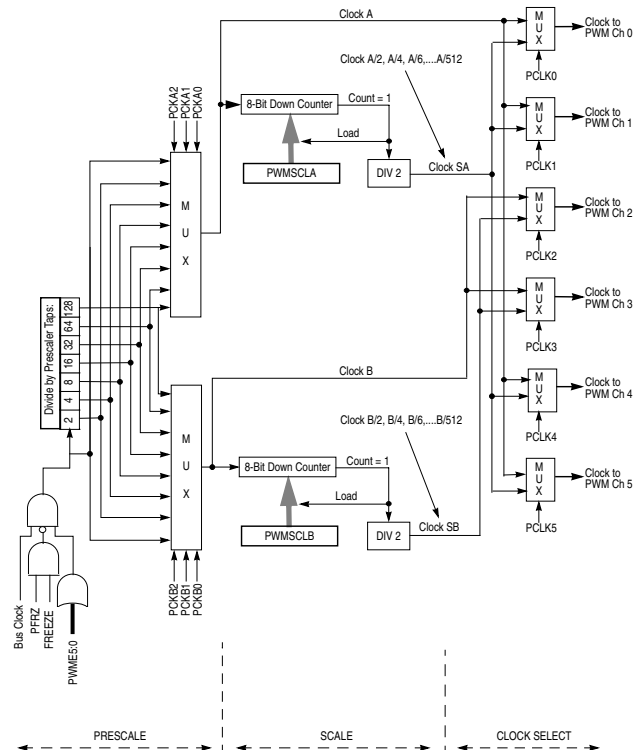 Clock A
M
U
X
Clock to
PWM Ch 0
PCLK0
Clock A/2, A/4, A/6,....A/512
PCKA2
PCKA1
PCKA0
8-Bit Down Counter
Count = 1
Load
PWMSCLA
DIV 2
Clock SA
M
U
X
M
U
X
Clock to
PWM Ch 1
PCLK1
M
U
X
Clock to
PWM Ch 2
PCLK2
Divide by Prescaler Taps:
2
4
8
16
32
64
128
M
U
X
Clock to
PWM Ch 3
PCLK3
Clock B
M
U
X
Clock to
PWM Ch 4
PCLK4
Clock B/2, B/4, B/6,....B/512
M
U
X
8-Bit Down Counter
Count = 1
Load
PWMSCLB
DIV 2
Clock SB
M
U
X
Clock to
PWM Ch 5
PCLK5
PCKB2
PCKB1
PCKB0
Bus Clock
PFRZ
FREEZE
PWME5:0
PRESCALE
SCALE
CLOCK SELECT